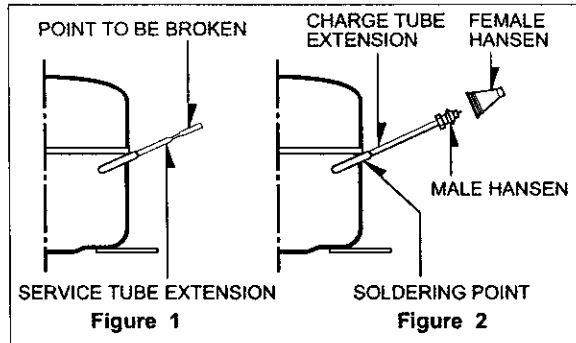 POINT TO BE BROKEN
SERVICE TUBE EXTENSION
Figure 1
CHARGE TUBE
EXTENSION
FEMALE
HANSEN
MALE HANSEN
SOLDERING POINT
Figure 2